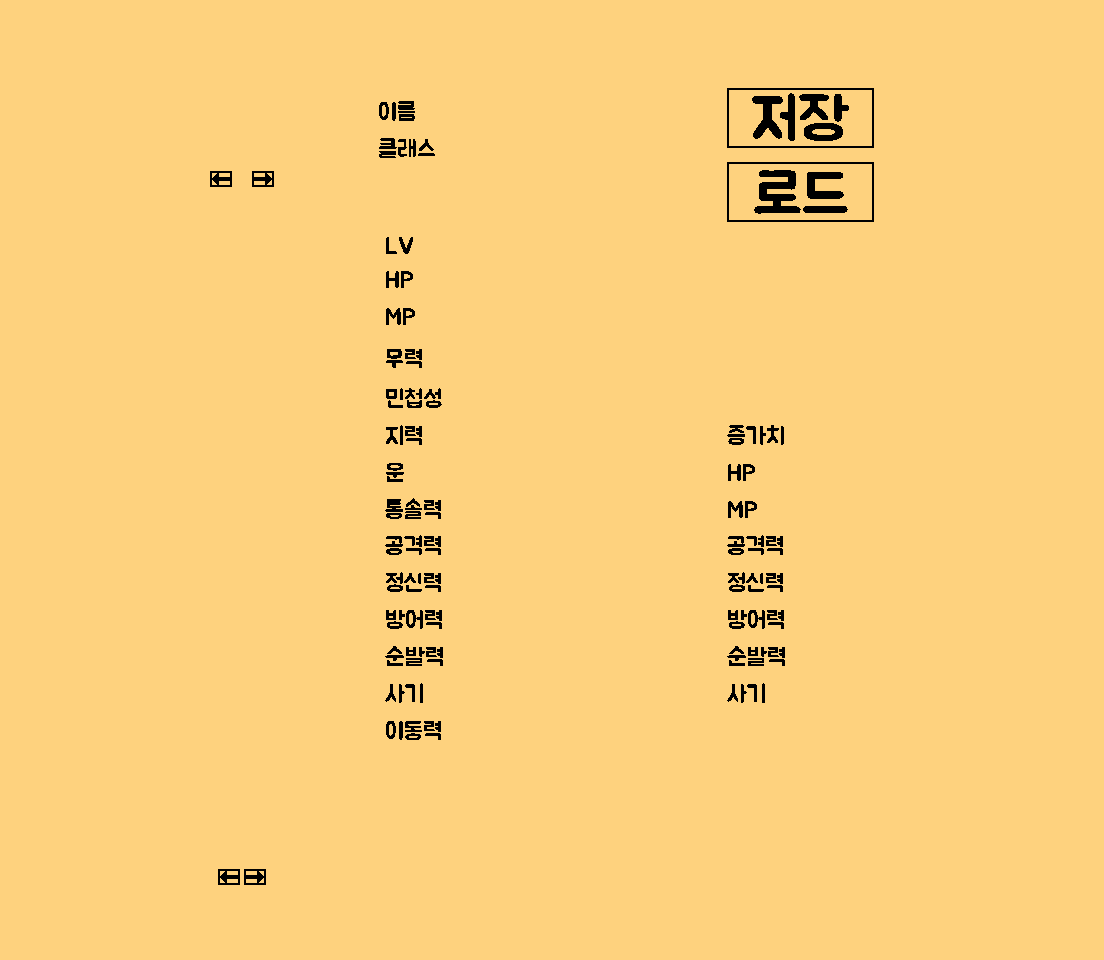 이름
클래스
저장
로드
LV
HP
MP
무력
민첩성
지력
운
통솔력
공격력
정신력
방어력
순발력
사기
이동력
증가치
HP
MP
공격력
정신력
방어력
순발력
사기